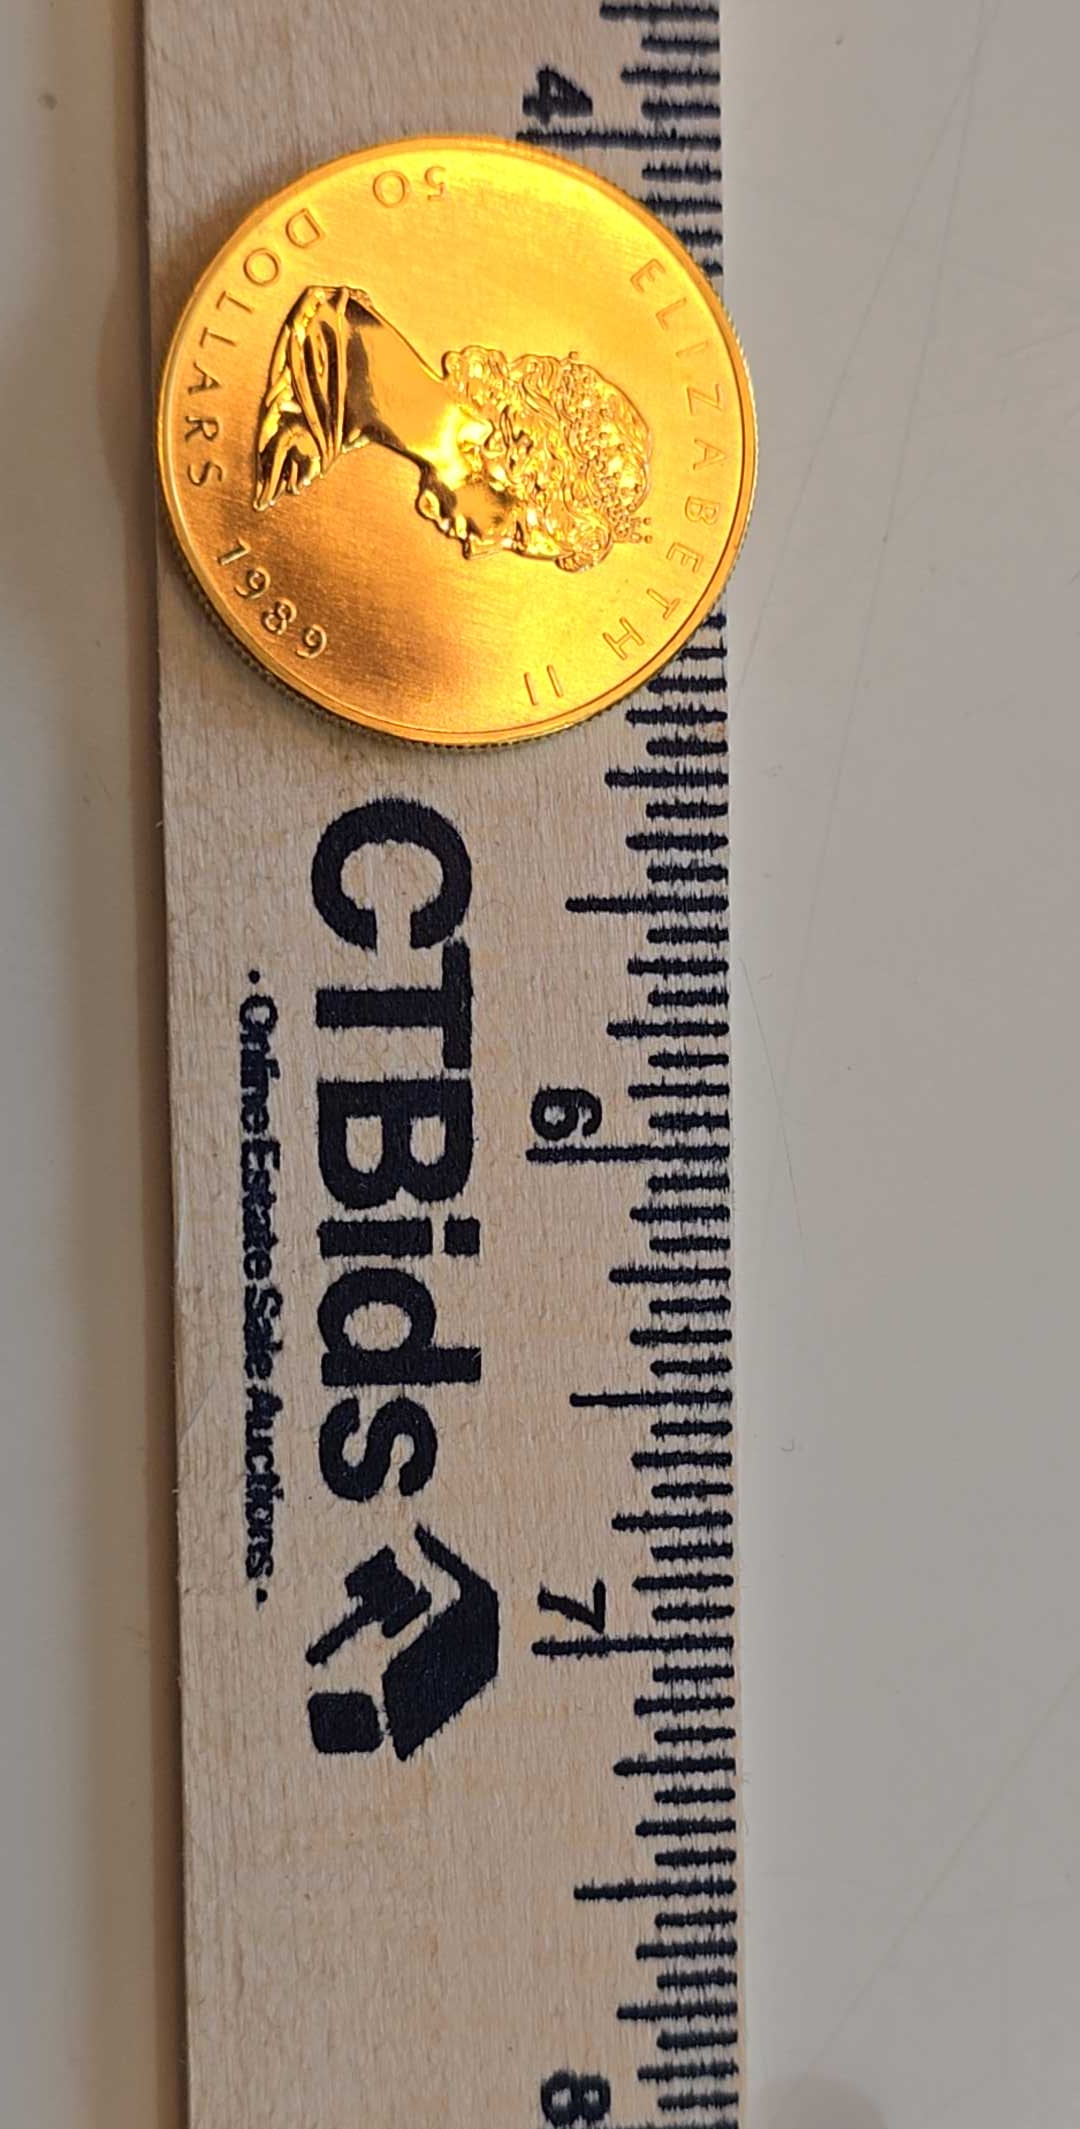 ELIZABETH II
50 DOLLARS 1989
4
6
7
8
CTBids
· Online Estate Sale Auctions ·